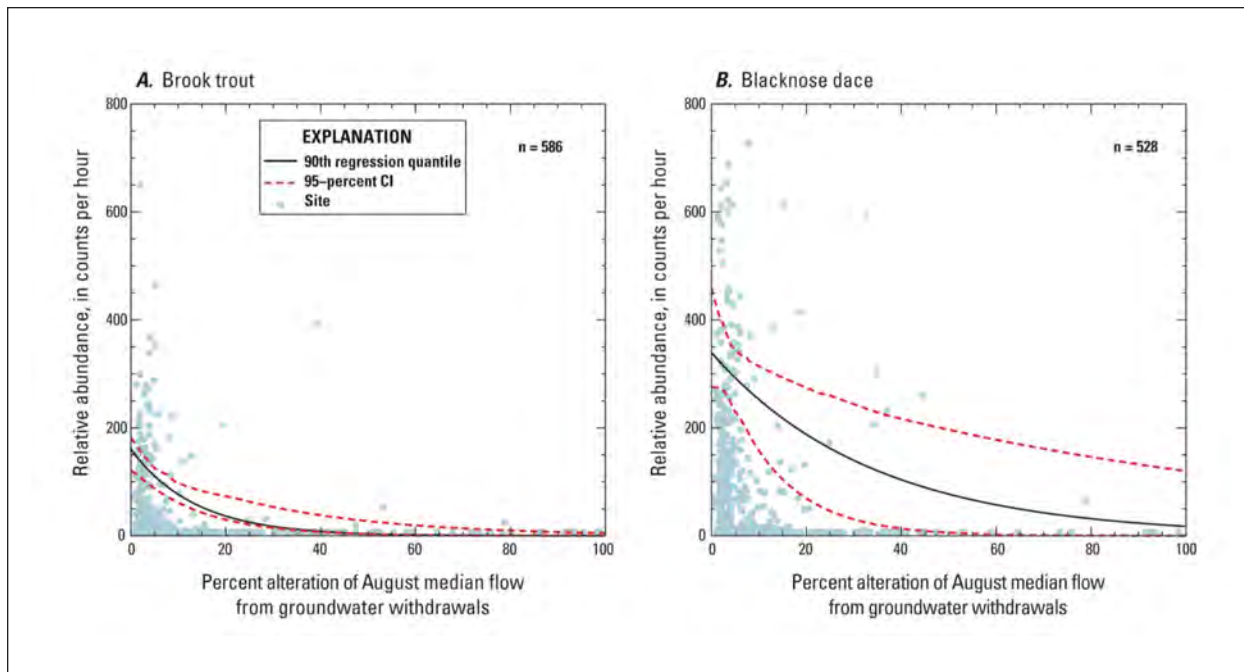 A. Brook trout
800
600
400
200
0
Relative abundance, in counts per hour
EXPLANATION
90th regression quantile
95–percent CI
Site
n = 586
0 20 40 60 80 100
Percent alteration of August median flow
from groundwater withdrawals
B. Blacknose dace
800
600
400
200
0
Relative abundance, in counts per hour
n = 528
0 20 40 60 80 100
Percent alteration of August median flow
from groundwater withdrawals